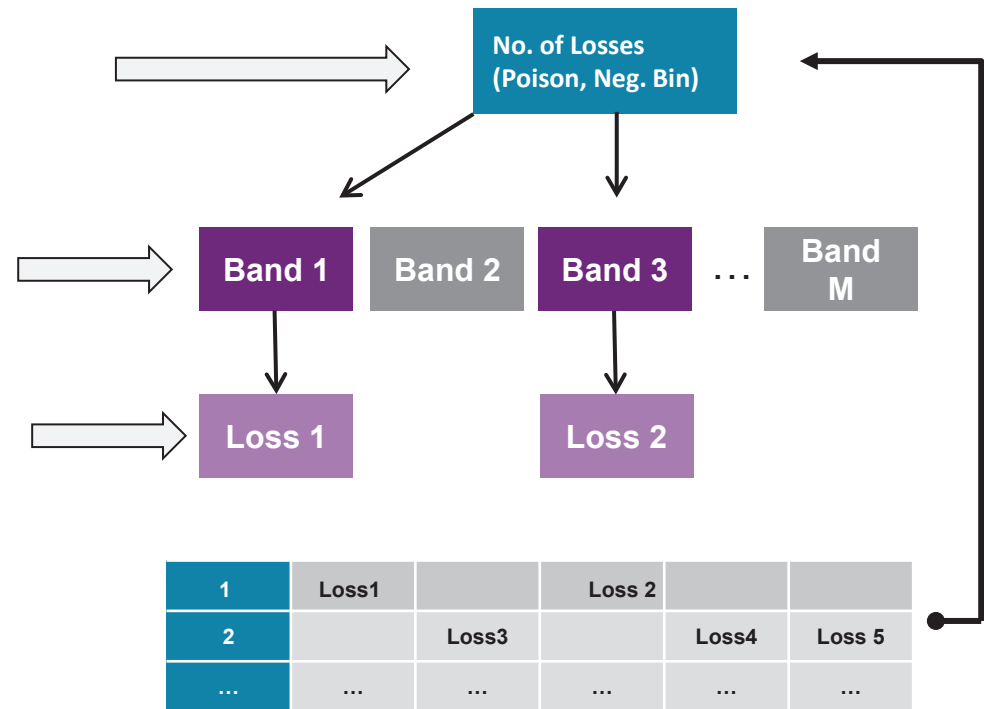 No. of Losses
(Poison, Neg. Bin)
Band 1 Band 2 Band 3 ... Band
M
Loss 1 Loss 2
1 Loss1 Loss 2
2 Loss3 Loss4 Loss 5
... ... ... ... ... ...